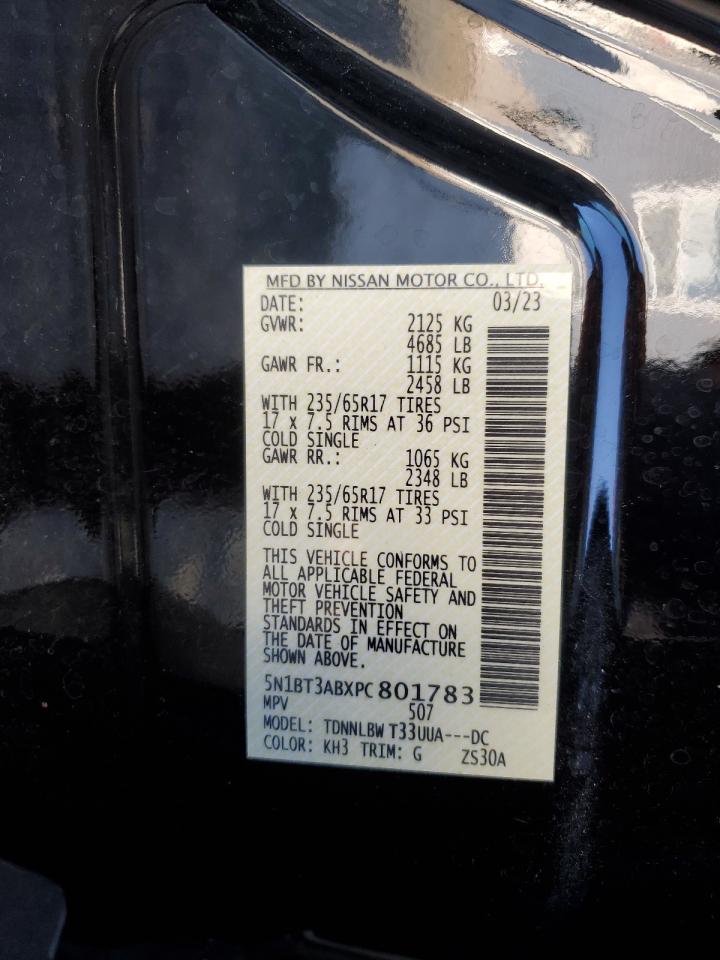 MFD BY NISSAN MOTOR CO., LTD.
DATE: 03/23
GVWR: 2125 KG
4685 LB
GAWR FR.: 1115 KG
2458 LB
WITH 235/65R17 TIRES
17 x 7.5 RIMS AT 36 PSI
COLD SINGLE
GAWR RR.: 1065 KG
2348 LB
WITH 235/65R17 TIRES
17 x 7.5 RIMS AT 33 PSI
COLD SINGLE
THIS VEHICLE CONFORMS TO
ALL APPLICABLE FEDERAL
MOTOR VEHICLE SAFETY AND
THEFT PREVENTION
STANDARDS IN EFFECT ON
THE DATE OF MANUFACTURE
SHOWN ABOVE.
5N1BT3ABXPC 801783
MPV 507
MODEL: TDNNLBW T33UUA---DC
COLOR: KH3 TRIM: G ZS30A